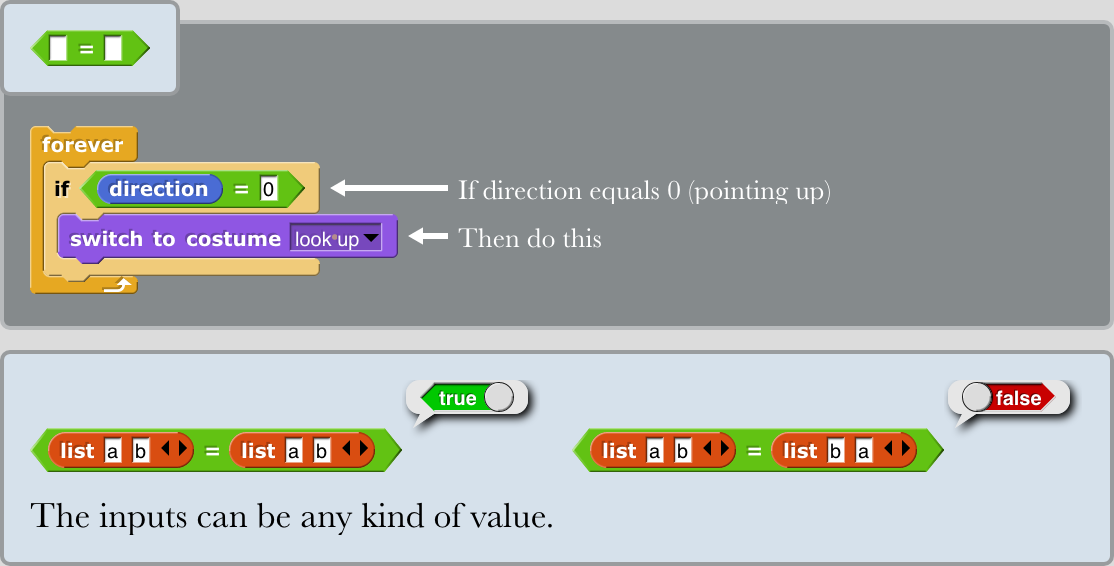 =
forever
if direction = 0
If direction equals 0 (pointing up)
switch to costume look up
Then do this
true
false
list a b = list a b
list a b = list b a
The inputs can be any kind of value.